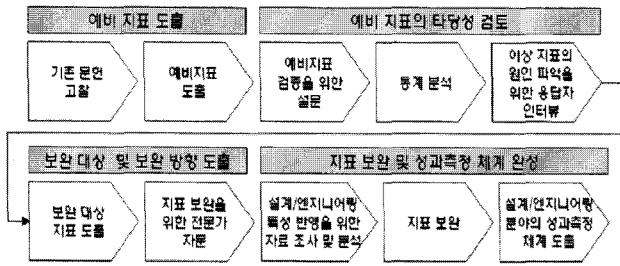 예비 지표 도출
예비 지표의 타당성 검토
기존 문헌
고찰
예비지표
도출
예비지표
검증을 위한
설문
통계 분석
이상 지표의
원인 파악을
위한 응답자
인터뷰
보완 대상 및 보완 방향 도출
지표 보완 및 성과측정 체계 완성
보완 대상
지표 도출
지표 보완을
위한 전문가
자문
설계/엔지니어링
특성 반영을 위한
자료 조사 및 분석
지표 보완
설계/엔지니어링
분야의 성과측정
체계 도출